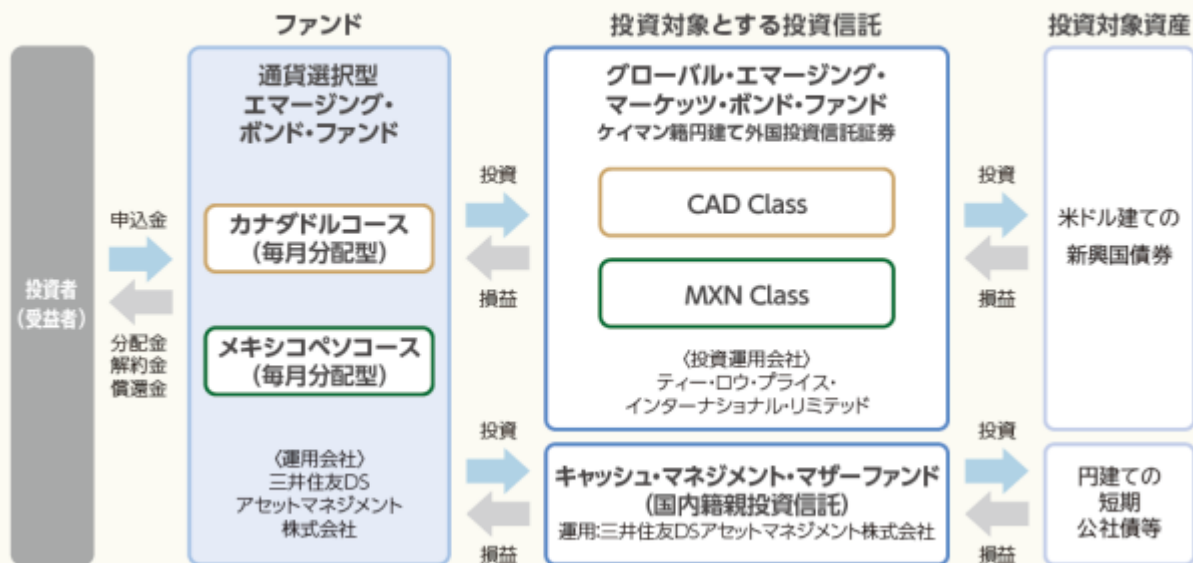 ファンド
投資対象とする投資信託
投資対象資産
投資者
(受益者)
申込金
分配金
解約金
償還金
通貨選択型
エマージング・
ボンド・ファンド
カナダドルコース
(毎月分配型)
メキシコペソコース
(毎月分配型)
〈運用会社〉
三井住友DS
アセットマネジメント
株式会社
投資
損益
投資
損益
グローバル・エマージング・
マーケッツ・ボンド・ファンド
ケイマン籍円建て外国投資信託証券
CAD Class
MXN Class
〈投資運用会社〉
ティー・ロウ・プライス・
インターナショナル・リミテッド
キャッシュ・マネジメント・マザーファンド
(国内籍親投資信託)
運用:三井住友DSアセットマネジメント株式会社
投資
損益
投資
損益
米ドル建ての
新興国債券
円建ての
短期
公社債等